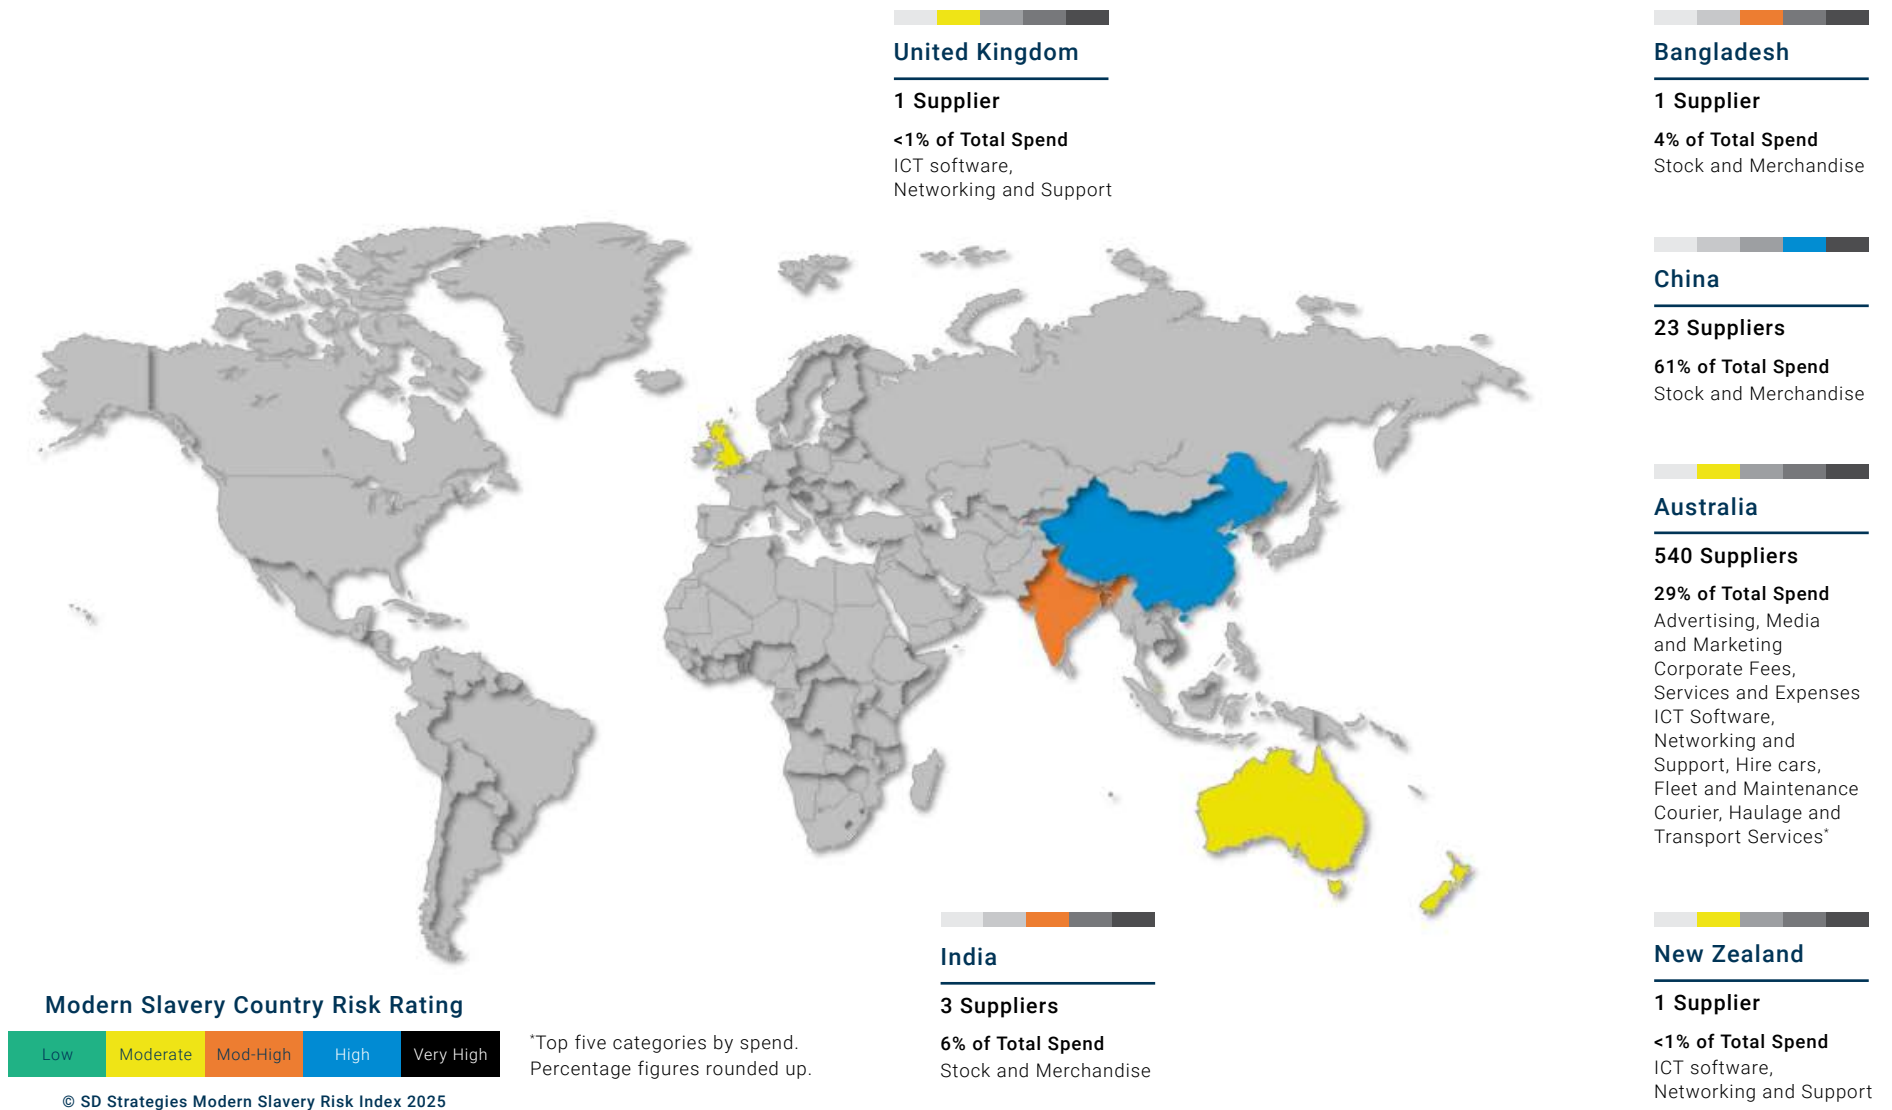 United Kingdom
1 Supplier
<1% of Total Spend
ICT software,
Networking and Support
Bangladesh
1 Supplier
4% of Total Spend
Stock and Merchandise
China
23 Suppliers
61% of Total Spend
Stock and Merchandise
Australia
540 Suppliers
29% of Total Spend
Advertising, Media
and Marketing
Corporate Fees,
Services and Expenses
ICT Software,
Networking and
Support, Hire cars,
Fleet and Maintenance
Courier, Haulage and
Transport Services*
New Zealand
1 Supplier
<1% of Total Spend
ICT software,
Networking and Support
India
3 Suppliers
6% of Total Spend
Stock and Merchandise
Modern Slavery Country Risk Rating
Low Moderate Mod-High High Very High
© SD Strategies Modern Slavery Risk Index 2025
*Top five categories by spend.
Percentage figures rounded up.